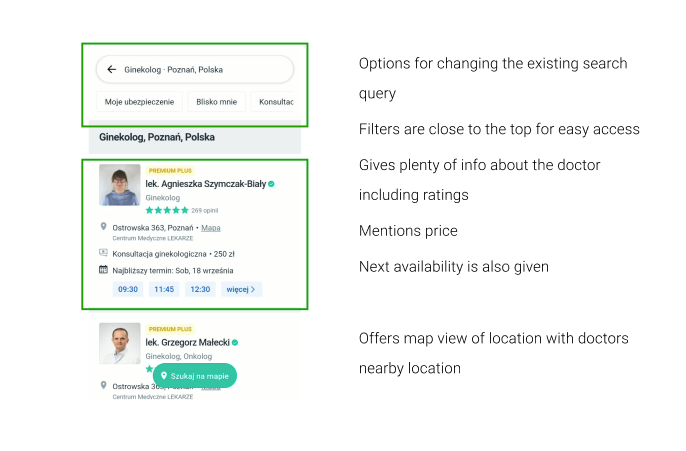 Ginekolog · Poznań, Polska
Moje ubezpieczenie
Blisko mnie
Konsultac
Ginekolog, Poznań, Polska
PREMIUM PLUS
lek. Agnieszka Szymczak-Biały
Ginekolog
269 opinii
Ostrowska 363, Poznań • Mapa
Centrum Medyczne LEKARZE
Konsultacja ginekologiczna • 250 zł
Najbliższy termin: Sob, 18 września
09:30
11:45
12:30
więcej
PREMIUM PLUS
lek. Grzegorz Małecki
Ginekolog, Onkolog
Szukaj na mapie
Ostrowska 363,
Centrum Medyczne LEKARZE
Options for changing the existing search
query
Filters are close to the top for easy access
Gives plenty of info about the doctor
including ratings
Mentions price
Next availability is also given
Offers map view of location with doctors
nearby location